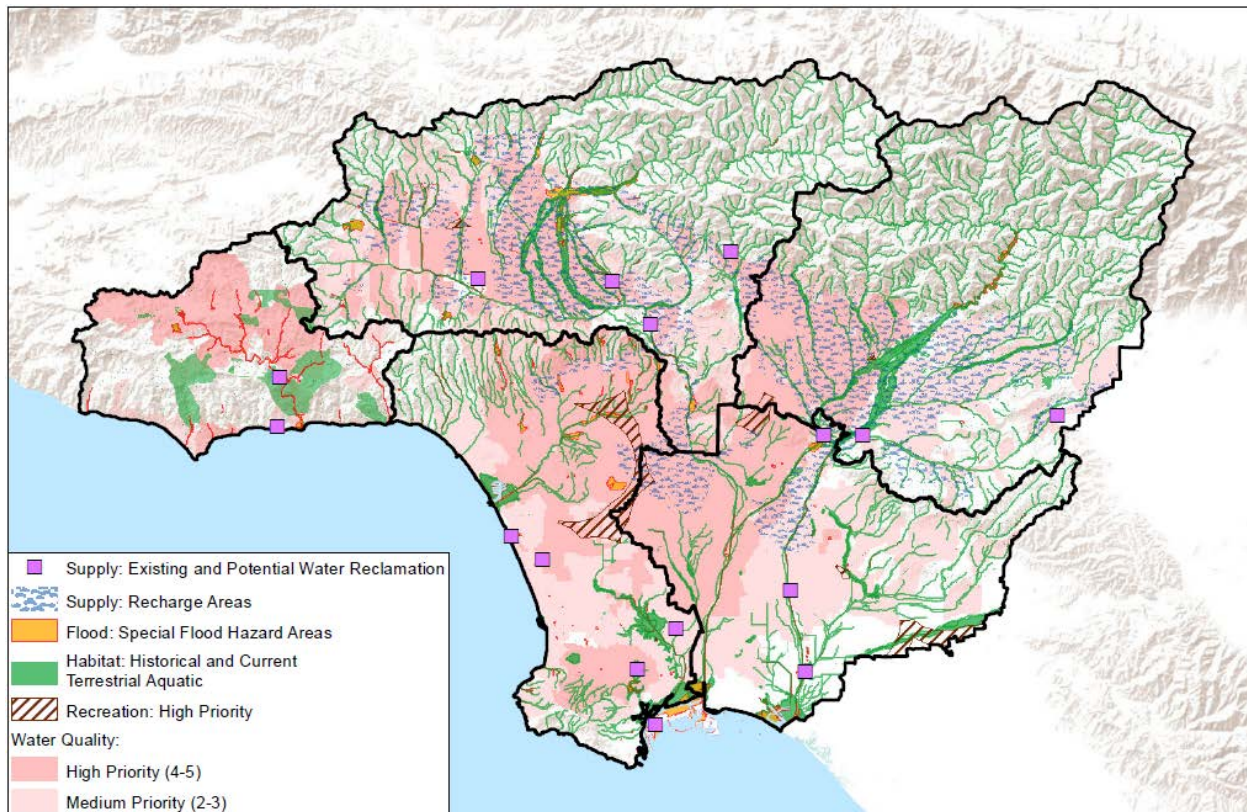 Supply: Existing and Potential Water Reclamation
Supply: Recharge Areas
Flood: Special Flood Hazard Areas
Habitat: Historical and Current
Terrestrial Aquatic
Recreation: High Priority
Water Quality:
High Priority (4-5)
Medium Priority (2-3)